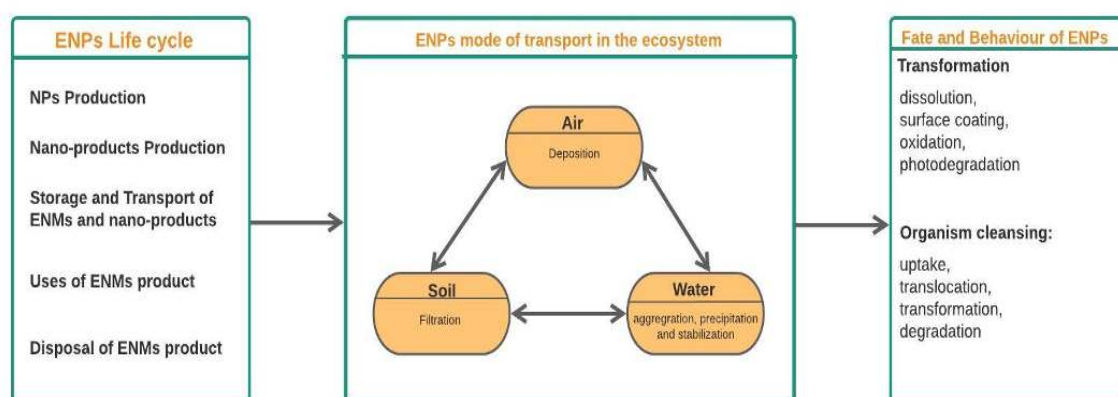 ENPs Life cycle
NPs Production
Nano-products Production
Storage and Transport of
ENMs and nano-products
Uses of ENMs product
Disposal of ENMs product
ENPs mode of transport in the ecosystem
Air
Deposition
Soil
Filtration
Water
aggregration, precipitation
and stabilization
Fate and Behaviour of ENPs
Transformation
dissolution,
surface coating,
oxidation,
photodegradation
Organism cleansing:
uptake,
translocation,
transformation,
degradation